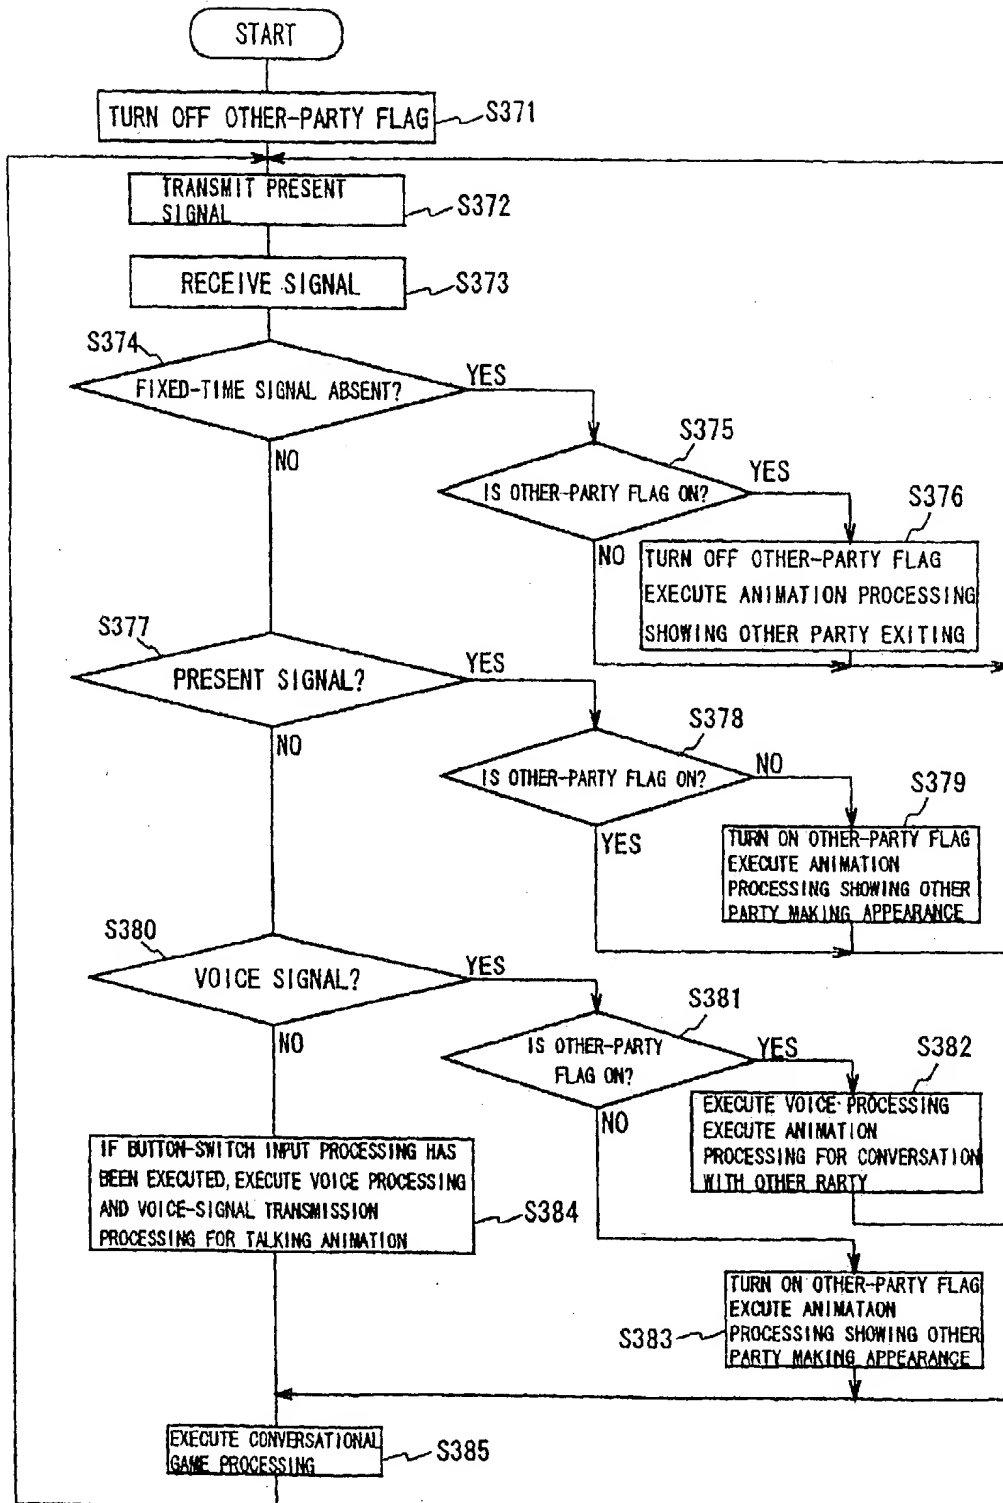 START
TURN OFF OTHER-PARTY FLAG
S371
TRANSMIT PRESENT
SIGNAL
S372
RECEIVE SIGNAL
S373
S374
FIXED-TIME SIGNAL ABSENT?
YES
NO
S375
IS OTHER-PARTY FLAG ON?
YES
NO
S376
TURN OFF OTHER-PARTY FLAG
EXECUTE ANIMATION PROCESSING
SHOWING OTHER PARTY EXITING
S377
PRESENT SIGNAL?
YES
NO
S378
IS OTHER-PARTY FLAG ON?
NO
YES
S379
TURN ON OTHER-PARTY FLAG
EXECUTE ANIMATION
PROCESSING SHOWING OTHER
PARTY MAKING APPEARANCE
S380
VOICE SIGNAL?
YES
NO
S381
IS OTHER-PARTY
FLAG ON?
YES
NO
S382
EXECUTE VOICE PROCESSING
EXECUTE ANIMATION
PROCESSING FOR CONVERSATION
WITH OTHER RARTY
IF BUTTON-SWITCH INPUT PROCESSING HAS
BEEN EXECUTED, EXECUTE VOICE PROCESSING
AND VOICE-SIGNAL TRANSMISSION
PROCESSING FOR TALKING ANIMATION
S384
S383
TURN ON OTHER-PARTY FLAG
EXCUTE ANIMATAON
PROCESSING SHOWING OTHER
PARTY MAKING APPEARANCE
EXECUTE CONVERSATIONAL
GAME PROCESSING
S385